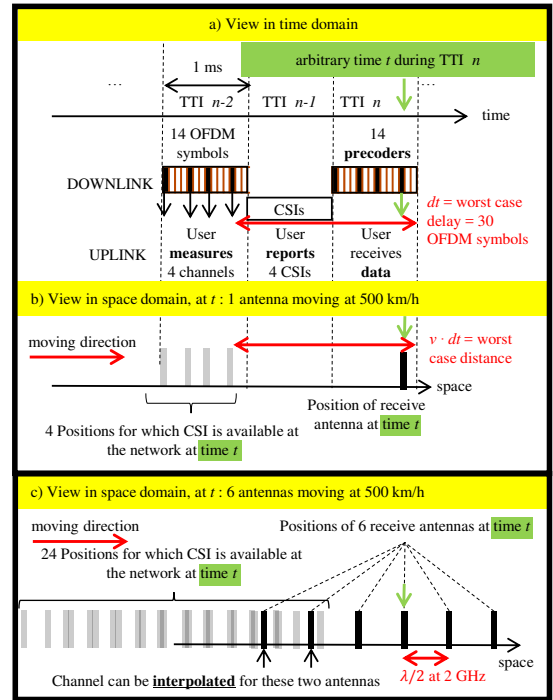 a) View in time domain
arbitrary time t during TTI n
1 ms
… … …
TTI n-2 TTI n-1 TTI n
time
14 OFDM
symbols
14
precoders
DOWNLINK
CSIs
dt = worst case
delay = 30
OFDM symbols
UPLINK
User
measures
4 channels
User
reports
4 CSIs
User
receives
data
b) View in space domain, at t : 1 antenna moving at 500 km/h
moving direction
v · dt = worst
case distance
space
Position of receive
antenna at time t
4 Positions for which CSI is available at
the network at time t
c) View in space domain, at t : 6 antennas moving at 500 km/h
moving direction
Positions of 6 receive antennas at time t
24 Positions for which CSI is available at
the network at time t
space
λ/2 at 2 GHz
Channel can be interpolated for these two antennas